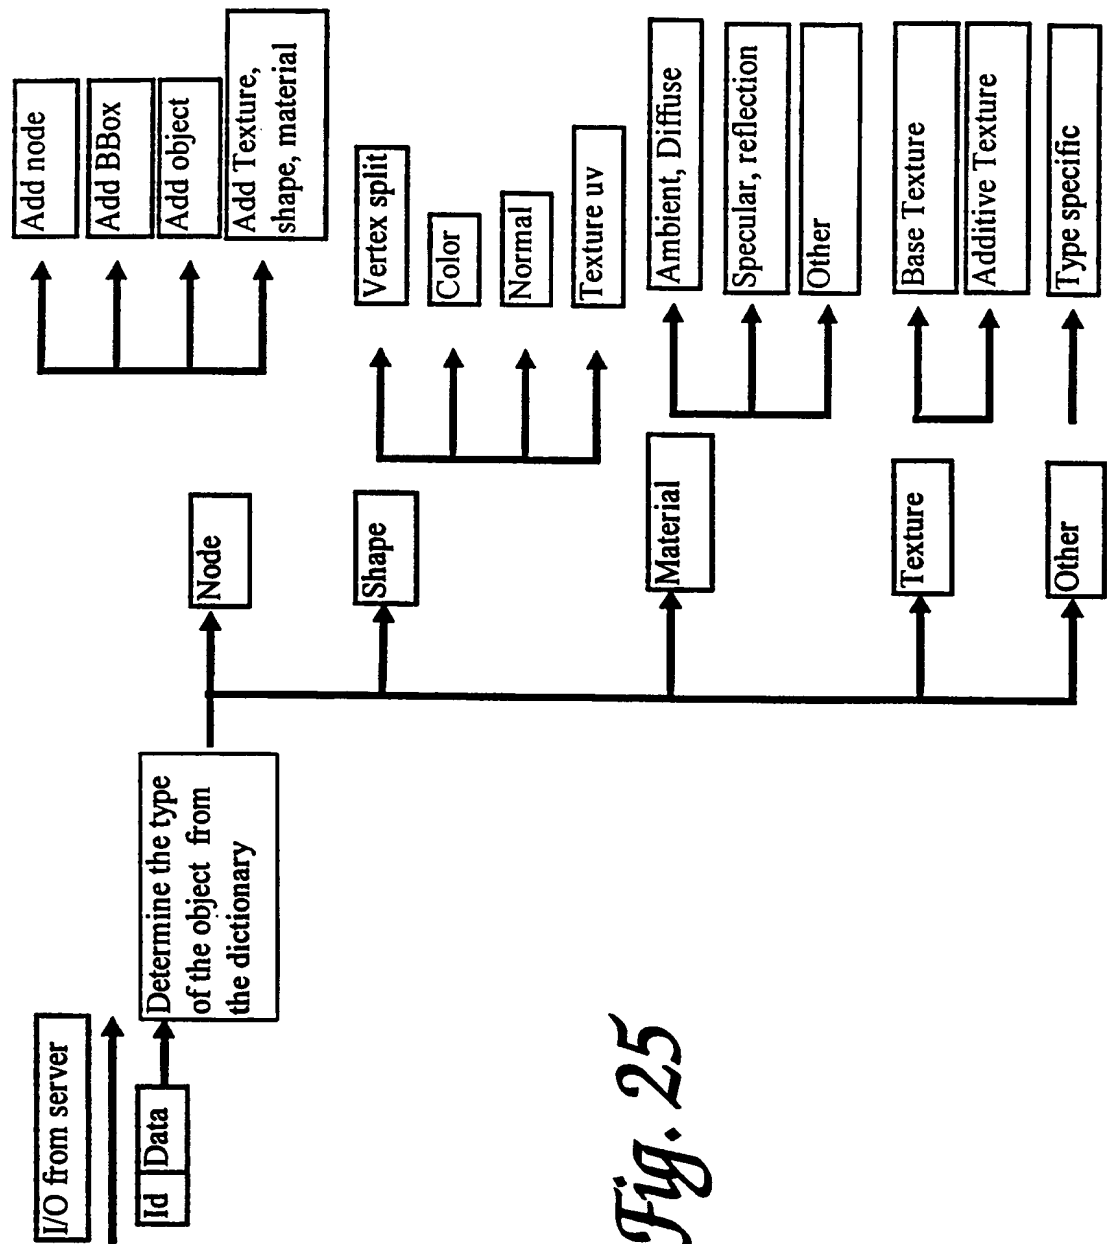 I/O from server
Id
Data
Determine the type
of the object from
the dictionary
Node
Add node
Add BBox
Add object
Add Texture,
shape, material
Shape
Vertex split
Color
Normal
Texture uv
Material
Ambient, Diffuse
Specular, reflection
Other
Texture
Base Texture
Additive Texture
Other
Type specific
Fig. 25